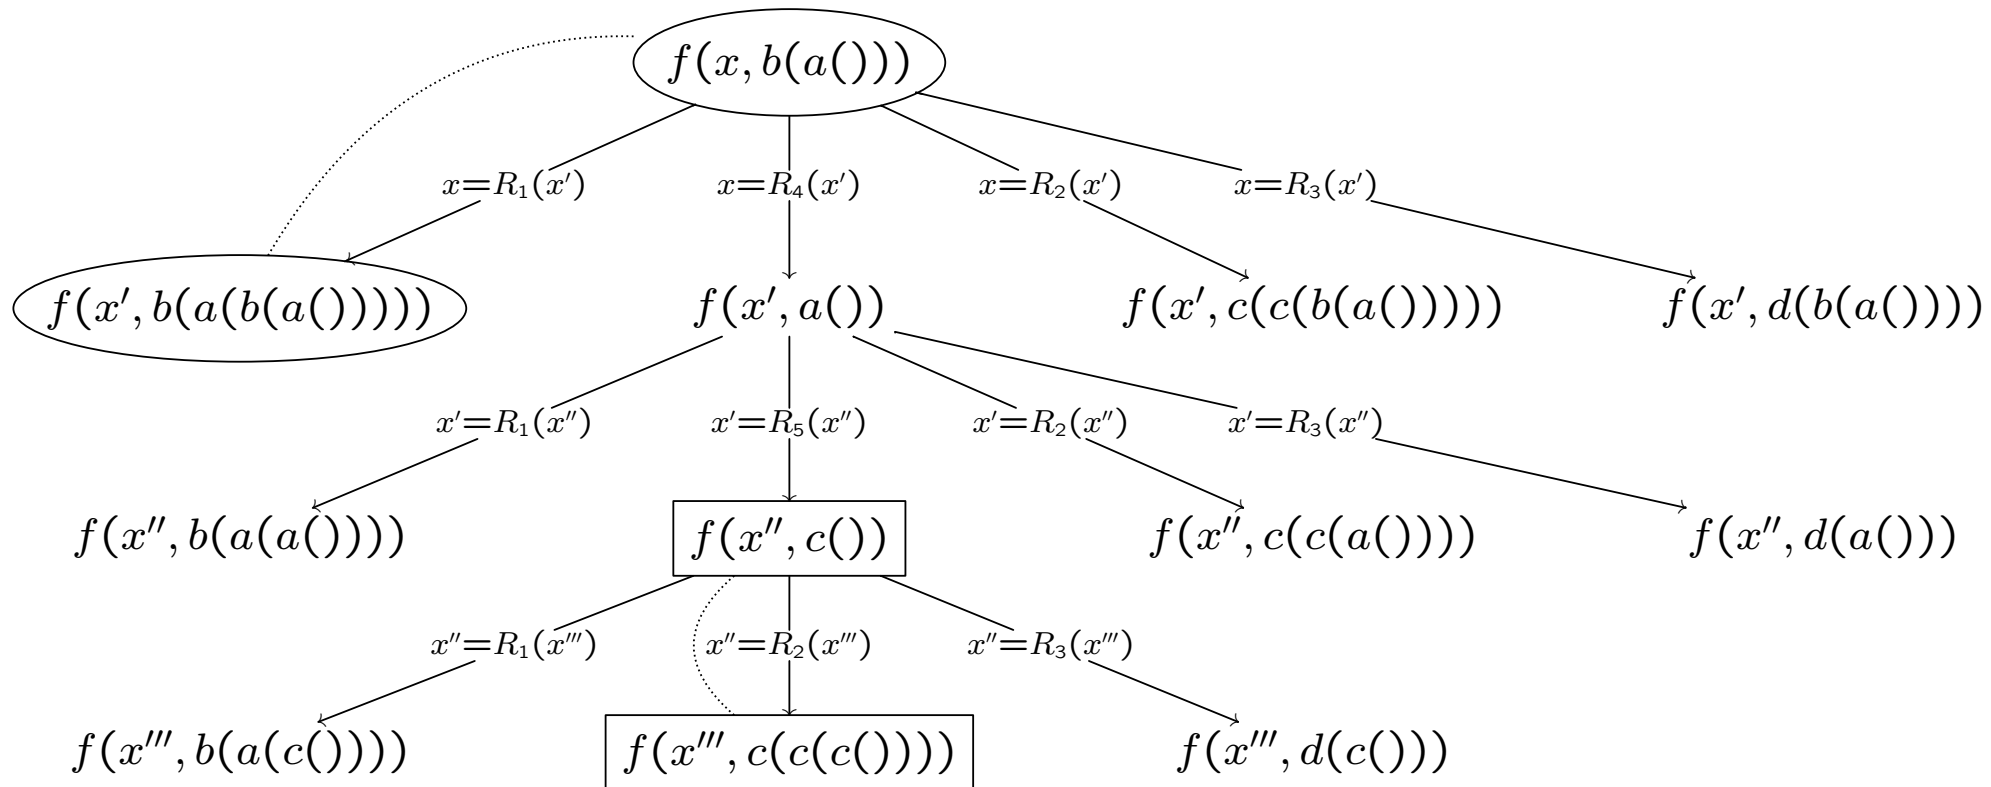 f(x, b(a()))
x=R₁(x′)
x=R₄(x′)
x=R₂(x′)
x=R₃(x′)
f(x′, b(a(b(a()))))
f(x′, a())
f(x′, c(c(b(a()))))
f(x′, d(b(a())))
x′=R₁(x″)
x′=R₅(x″)
x′=R₂(x″)
x′=R₃(x″)
f(x″, b(a(a())))
f(x″, c())
f(x″, c(c(a())))
f(x″, d(a()))
x″=R₁(x‴)
x″=R₂(x‴)
x″=R₃(x‴)
f(x‴, b(a(c())))
f(x‴, c(c(c())))
f(x‴, d(c()))